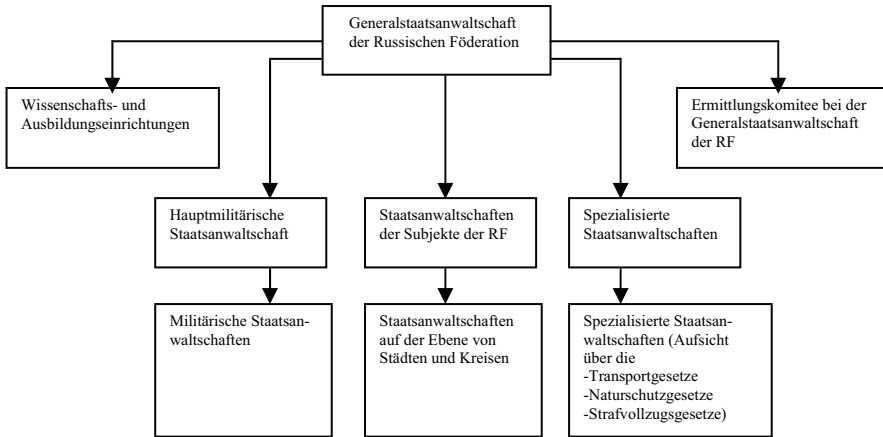 Generalstaatsanwaltschaft
der Russischen Föderation
Wissenschafts- und
Ausbildungseinrichtungen
Ermittlungskomitee bei der
Generalstaatsanwaltschaft
der RF
Hauptmilitärische
Staatsanwaltschaft
Staatsanwaltschaften
der Subjekte der RF
Spezialisierte
Staatsanwaltschaften
Militärische Staatsan-
waltschaften
Staatsanwaltschaften
auf der Ebene von
Städten und Kreisen
Spezialisierte Staatsan-
waltschaften (Aufsicht
über die
-Transportgesetze
-Naturschutzgesetze
-Strafvollzugsgesetze)